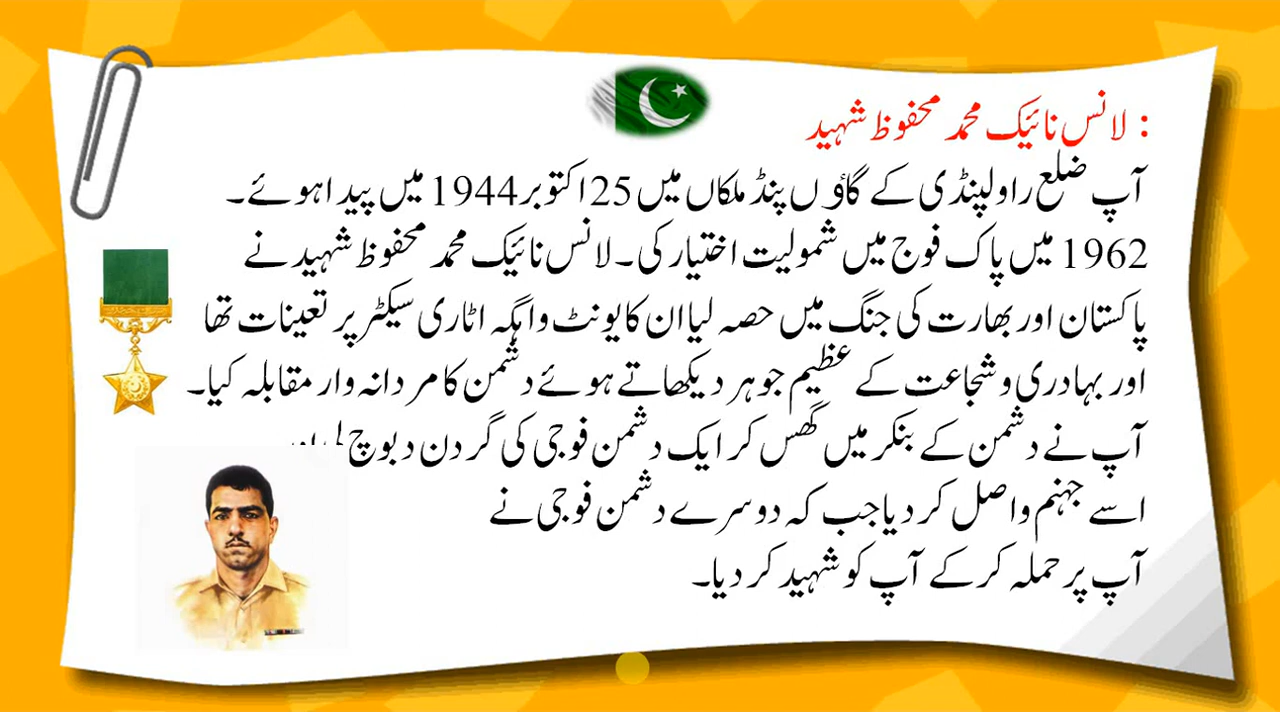 : لانس نائیک محمد محفوظ شہید
آپ ضلع راولپنڈی کے گاؤں پنڈ ملکاں میں 25 اکتوبر 1944 میں پیدا ہوئے۔
1962 میں پاک فوج میں شمولیت اختیار کی۔ لانس نائیک محمد محفوظ شہید نے
پاکستان اور بھارت کی جنگ میں حصہ لیا ان کا یونٹ واہگہ اٹاری سیکٹر پر تعینات تھا
اور بہادری و شجاعت کے عظیم جوہر دیکھاتے ہوئے دشمن کا مردانہ وار مقابلہ کیا۔
آپ نے دشمن کے بنکر میں گھس کر ایک دشمن فوجی کی گردن دبوچ
اسے جہنم واصل کر دیا جب کہ دوسرے دشمن فوجی نے
آپ پر حملہ کر کے آپ کو شہید کر دیا۔